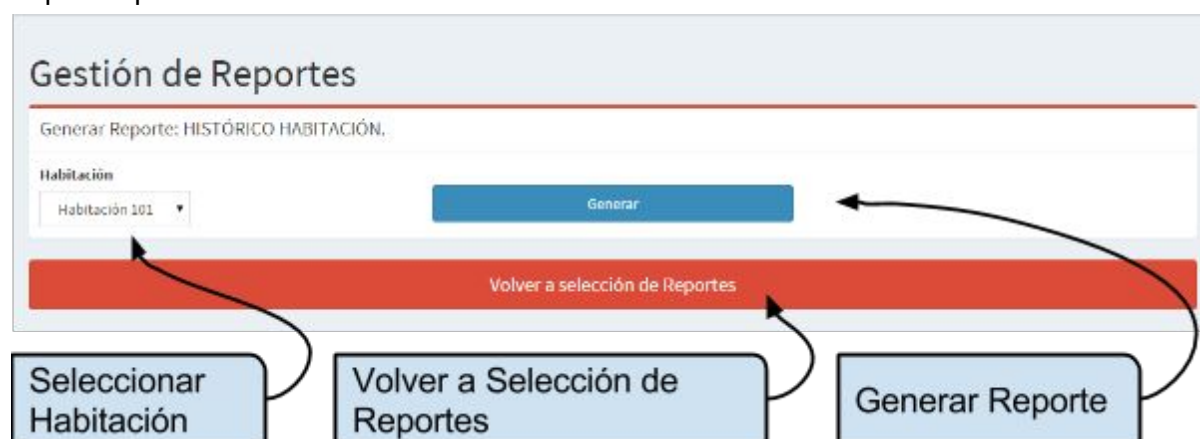 Gestión de Reportes
Generar Reporte: HISTÓRICO HABITACIÓN.
Habitación
Habitación 101
Generar
Volver a selección de Reportes
Seleccionar
Habitación
Volver a Selección de
Reportes
Generar Reporte